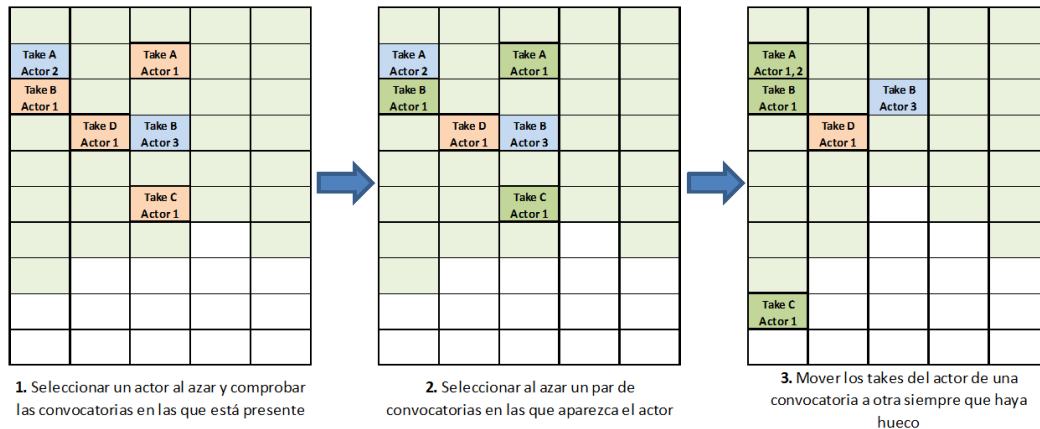 Take A
Actor 2
Take A
Actor 1
Take B
Actor 1
Take D
Actor 1
Take B
Actor 3
Take C
Actor 1
1. Seleccionar un actor al azar y comprobar
las convocatorias en las que está presente
Take A
Actor 2
Take A
Actor 1
Take B
Actor 1
Take D
Actor 1
Take B
Actor 3
Take C
Actor 1
2. Seleccionar al azar un par de
convocatorias en las que aparezca el actor
Take A
Actor 1, 2
Take B
Actor 1
Take B
Actor 3
Take D
Actor 1
Take C
Actor 1
3. Mover los takes del actor de una
convocatoria a otra siempre que haya
hueco